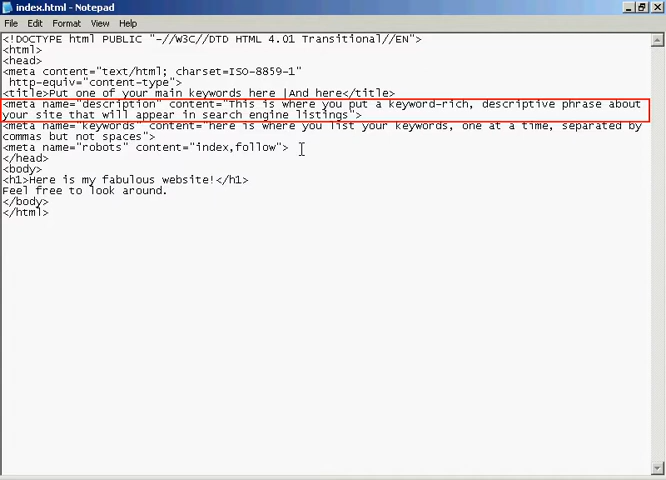 index.html - Notepad
File Edit Format View Help
<!DOCTYPE html PUBLIC "-//W3C//DTD HTML 4.01 Transitional//EN">
<html>
<head>
<meta content="text/html; charset=ISO-8859-1"
http-equiv="content-type">
<title>Put one of your main keywords here |And here</title>
<meta name="description" content="This is where you put a keyword-rich, descriptive phrase about
your site that will appear in search engine listings">
<meta name="keywords" content="here is where you list your keywords, one at a time, separated by
commas but not spaces">
<meta name="robots" content="index,follow">
</head>
<body>
<h1>Here is my fabulous website!</h1>
Feel free to look around.
</body>
</html>